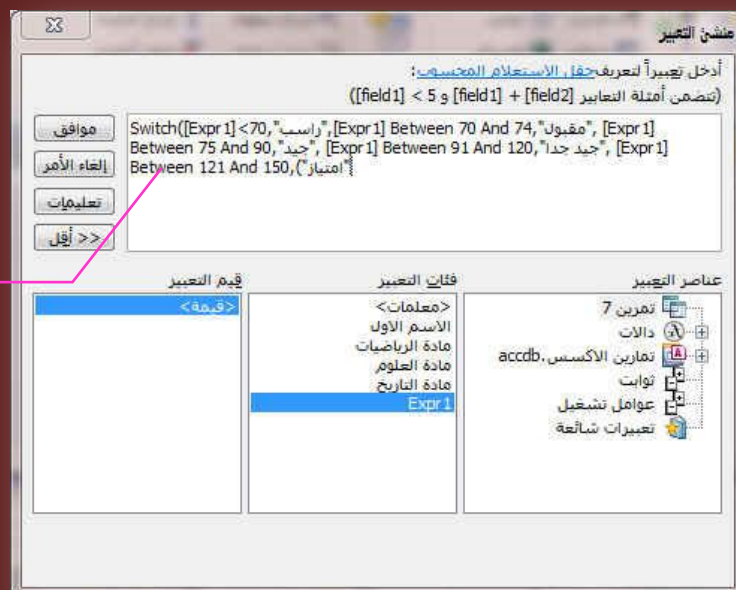 منشئ التعبير
أدخل تعبيراً لتعريف حقل الاستعلام المحسوب:
(تتضمن أمثلة التعابير [field1] + [field2] و [field1] < 5)
Switch([Expr1]<70,"راسب",[Expr1] Between 70 And 74,"مقبول", [Expr1]
Between 75 And 90,"جيد", [Expr1] Between 91 And 120,"جيد جدا", [Expr1]
Between 121 And 150,("امتياز"
موافق
إلغاء الأمر
تعليمات
<< أقل
عناصر التعبير
تمرين 7
دالات
تمارين الاكسس.accdb
ثوابت
عوامل تشغيل
تعبيرات شائعة
فئات التعبير
<معلمات>
الاسم الاول
مادة الرياضيات
مادة العلوم
مادة التاريخ
Expr1
قيم التعبير
<قيمة>